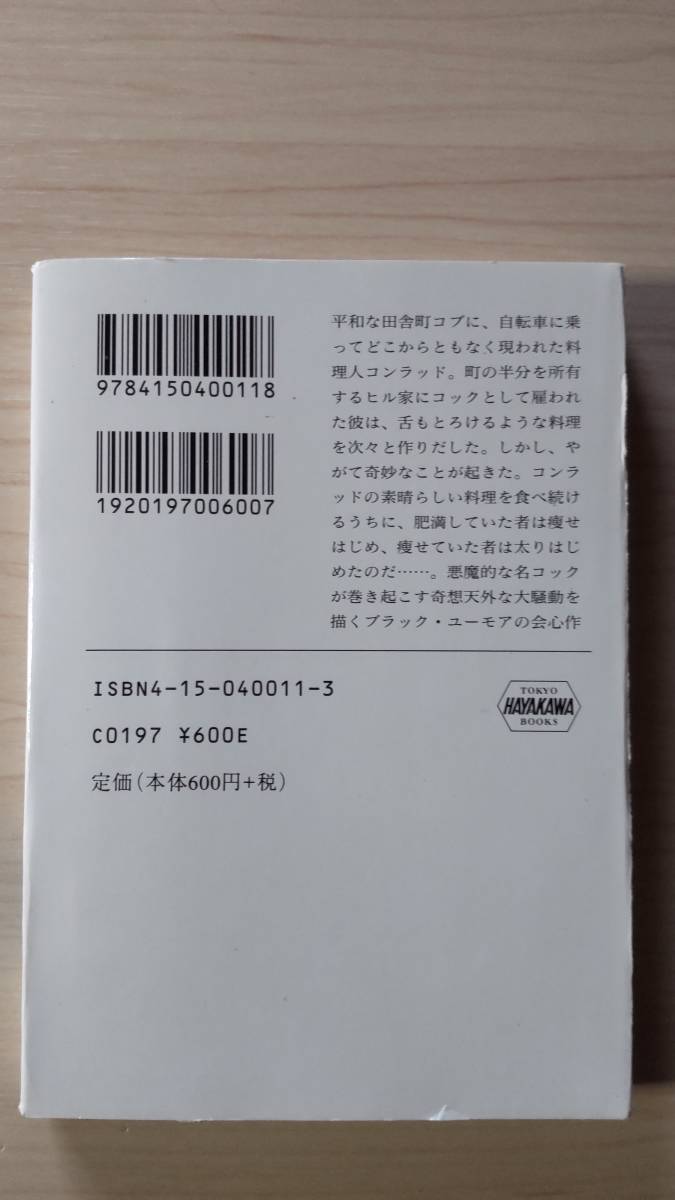 9784150400118
1920197006007
平和な田舎町コブに、自転車に乗
ってどこからともなく現われた料
理人コンラッド。町の半分を所有
するヒル家にコックとして雇われ
た彼は、舌もとろけるような料理
を次々と作りだした。しかし、や
がて奇妙なことが起きた。コンラ
ッドの素晴らしい料理を食べ続け
るうちに、肥満していた者は瘦せ
はじめ、瘦せていた者は太りはじ
めたのだ……。悪魔的な名コック
が巻き起こす奇想天外な大騒動を
描くブラック・ユーモアの会心作
ISBN4-15-040011-3
C0197 ¥600E
定価(本体600円+税)
TOKYO
HAYAKAWA
BOOKS